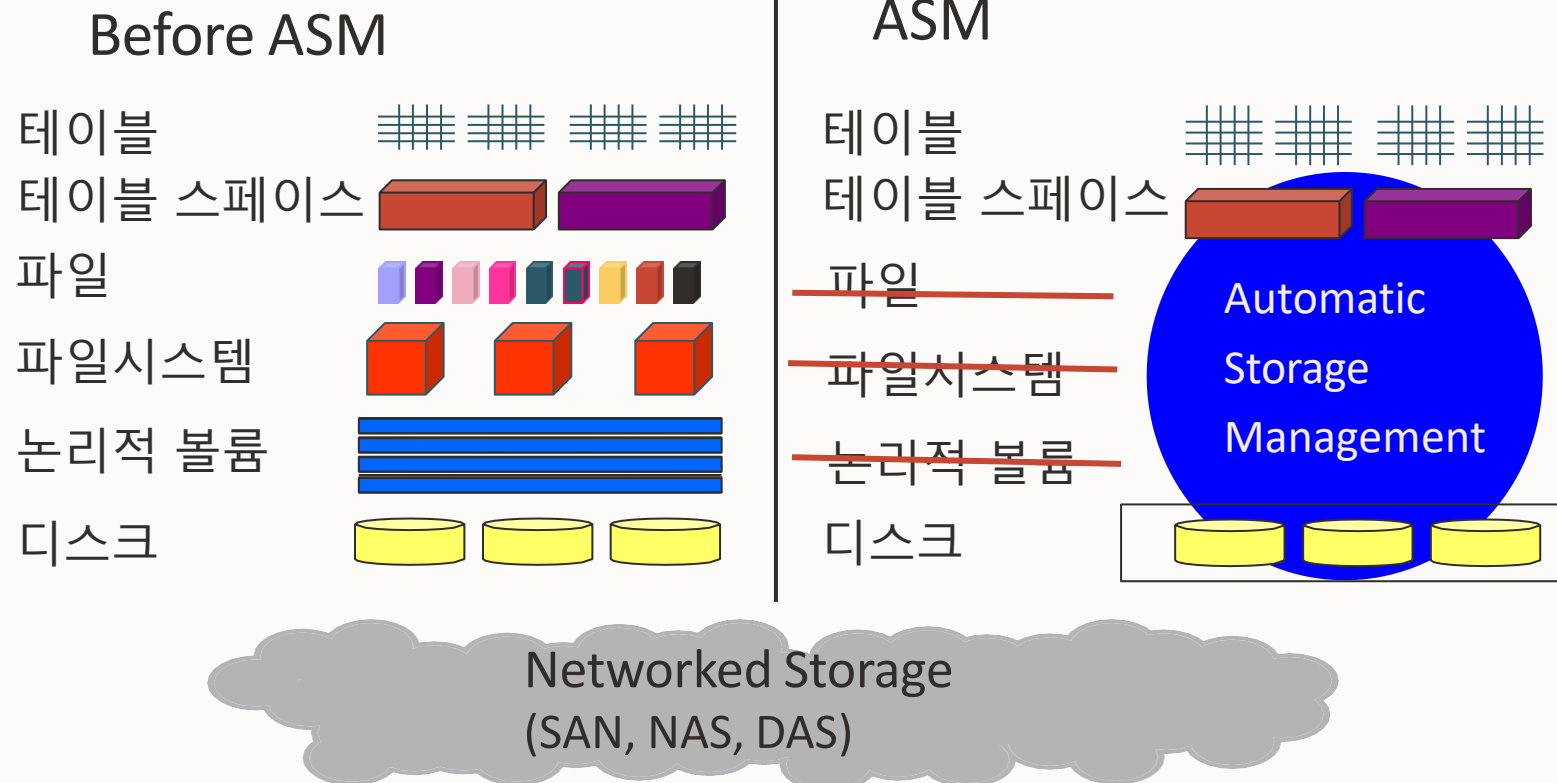 Before ASM
테이블
테이블 스페이스
파일
파일시스템
논리적 볼륨
디스크
ASM
테이블
테이블 스페이스
파일
파일시스템
논리적 볼륨
디스크
Automatic
Storage
Management
Networked Storage
(SAN, NAS, DAS)